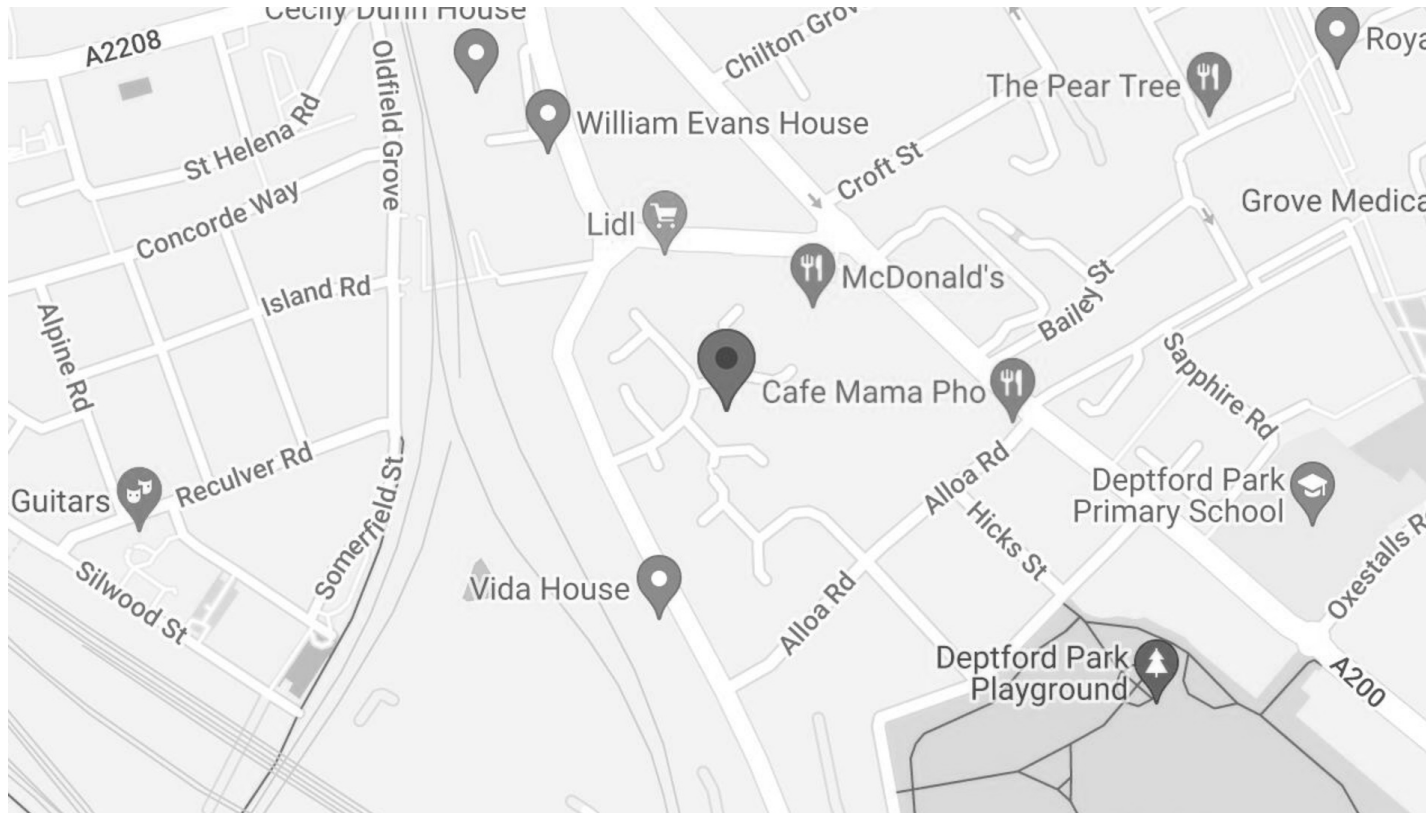 Cecily Dunn House
A2208
Oldfield Grove
Chilton Grov
Roya
The Pear Tree
William Evans House
St Helena Rd
Croft St
Concorde Way
Grove Medica
Lidl
McDonald's
Island Rd
Bailey St
Alpine Rd
Sapphire Rd
Cafe Mama Pho
Reculver Rd
Guitars
Alloa Rd
Deptford Park
Primary School
Hicks St
Somerfield St
Oxestalls R
Silwood St
Vida House
Alloa Rd
Deptford Park
Playground
A200